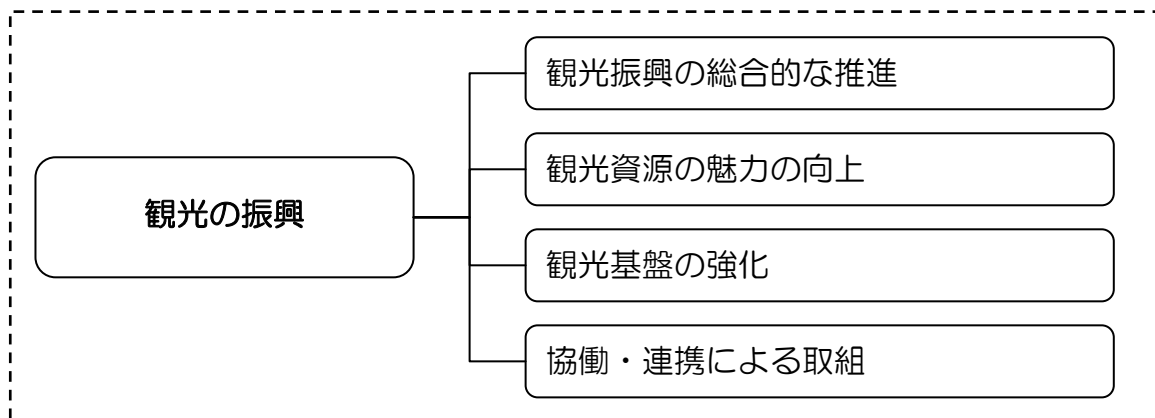 観光振興の総合的な推進
観光資源の魅力の向上
観光の振興
観光基盤の強化
協働・連携による取組